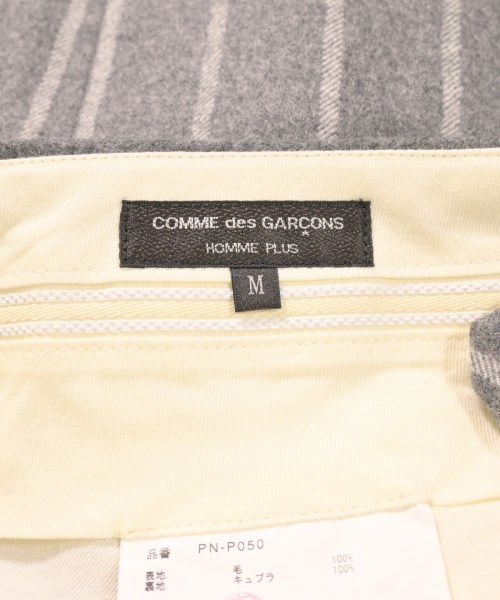 COMME des GARÇONS
HOMME PLUS
M
品番 PN-P050
表地 毛 100%
裏地 キュプラ 100%